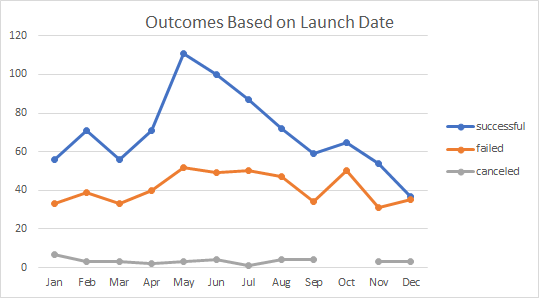 Outcomes Based on Launch Date
120
100
80
60
40
20
0
Jan Feb Mar Apr May Jun Jul Aug Sep Oct Nov Dec
successful
failed
canceled